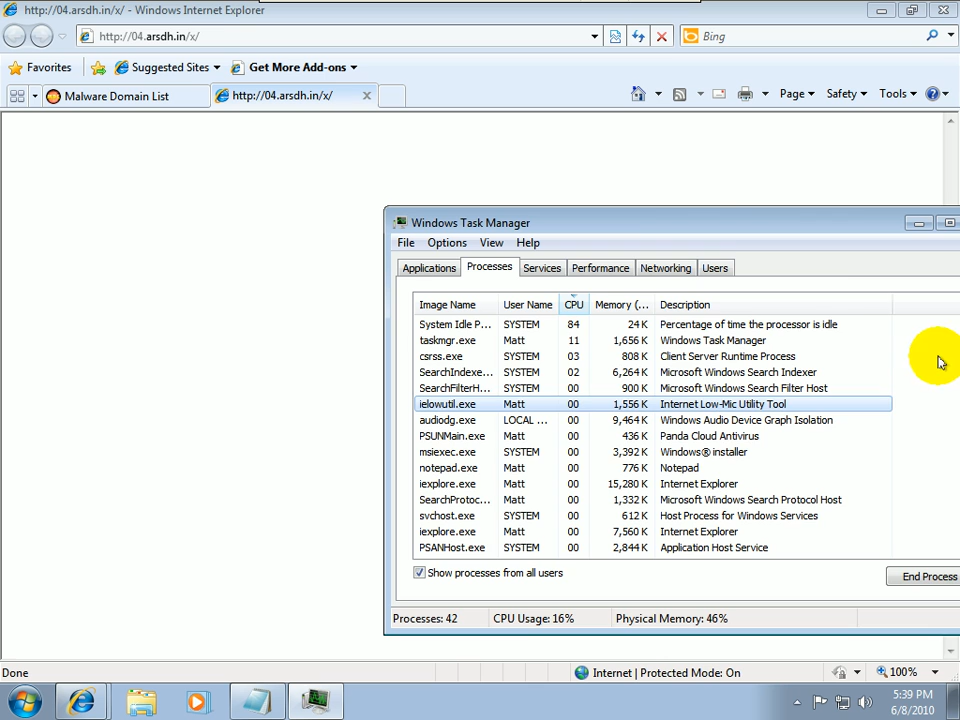 http://04.arsdh.in/x/ - Windows Internet Explorer
http://04.arsdh.in/x/
Bing
Favorites
Suggested Sites
Get More Add-ons
Malware Domain List
http://04.arsdh.in/x/
Page
Safety
Tools
Windows Task Manager
File Options View Help
Applications Processes Services Performance Networking Users
Image Name User Name CPU Memory (... Description
System Idle P... SYSTEM 84 24 K Percentage of time the processor is idle
taskmgr.exe Matt 11 1,656 K Windows Task Manager
csrss.exe SYSTEM 03 808 K Client Server Runtime Process
SearchIndexe... SYSTEM 02 6,264 K Microsoft Windows Search Indexer
SearchFilterH... SYSTEM 00 900 K Microsoft Windows Search Filter Host
ielowutil.exe Matt 00 1,556 K Internet Low-Mic Utility Tool
audiodg.exe LOCAL ... 00 9,464 K Windows Audio Device Graph Isolation
PSUNMain.exe Matt 00 436 K Panda Cloud Antivirus
msiexec.exe SYSTEM 00 3,392 K Windows® installer
notepad.exe Matt 00 776 K Notepad
iexplore.exe Matt 00 15,280 K Internet Explorer
SearchProtoc... Matt 00 1,332 K Microsoft Windows Search Protocol Host
svchost.exe SYSTEM 00 612 K Host Process for Windows Services
iexplore.exe Matt 00 7,560 K Internet Explorer
PSANHost.exe SYSTEM 00 2,844 K Application Host Service
Show processes from all users
End Process
Processes: 42 CPU Usage: 16% Physical Memory: 46%
Done
Internet | Protected Mode: On
100%
5:39 PM
6/8/2010